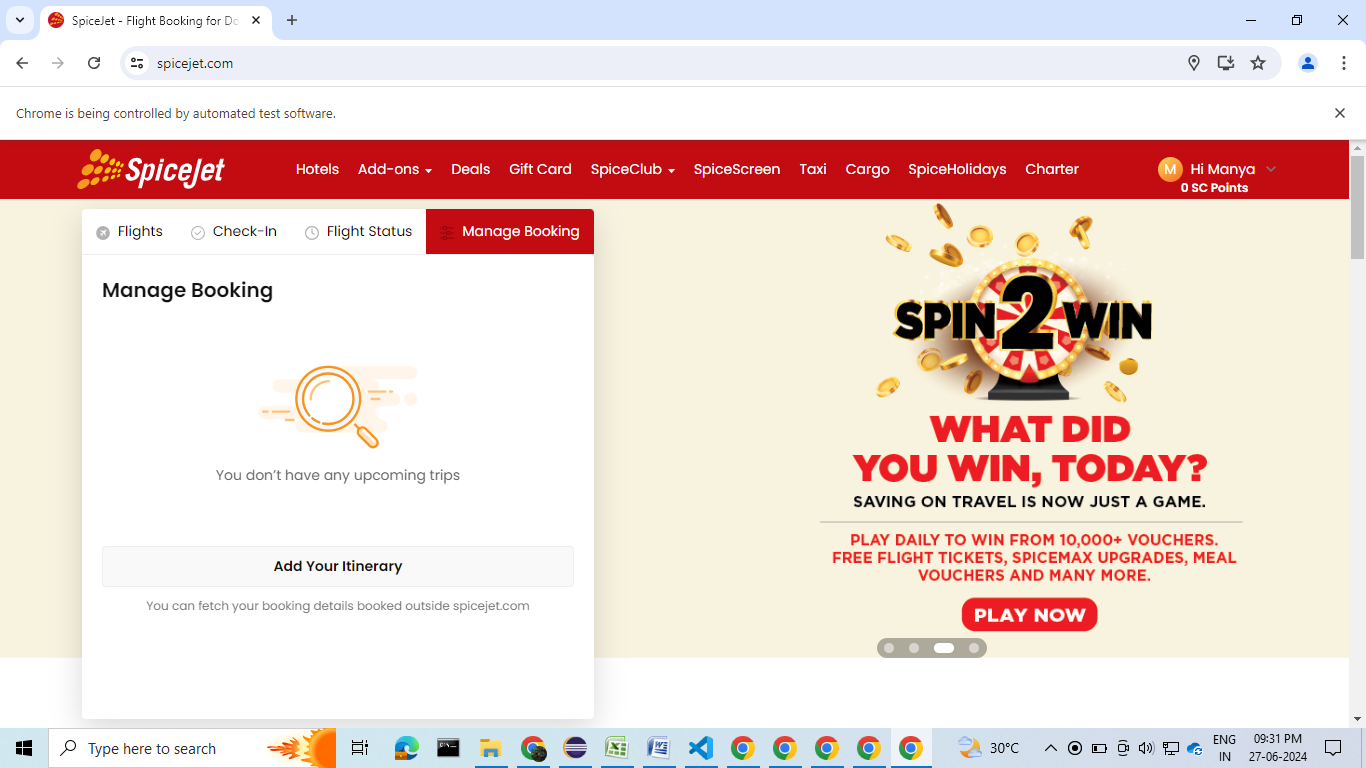 SpiceJet - Flight Booking for Do
spicejet.com
Chrome is being controlled by automated test software.
SpiceJet
Hotels
Add-ons
Deals
Gift Card
SpiceClub
SpiceScreen
Taxi
Cargo
SpiceHolidays
Charter
M
Hi Manya
0 SC Points
Flights
Check-In
Flight Status
Manage Booking
Manage Booking
You don't have any upcoming trips
Add Your Itinerary
You can fetch your booking details booked outside spicejet.com
SPIN 2 WIN
WHAT DID
YOU WIN, TODAY?
SAVING ON TRAVEL IS NOW JUST A GAME.
PLAY DAILY TO WIN FROM 10,000+ VOUCHERS.
FREE FLIGHT TICKETS, SPICEMAX UPGRADES, MEAL
VOUCHERS AND MANY MORE.
PLAY NOW
Type here to search
30°C
ENG
IN
09:31 PM
27-06-2024